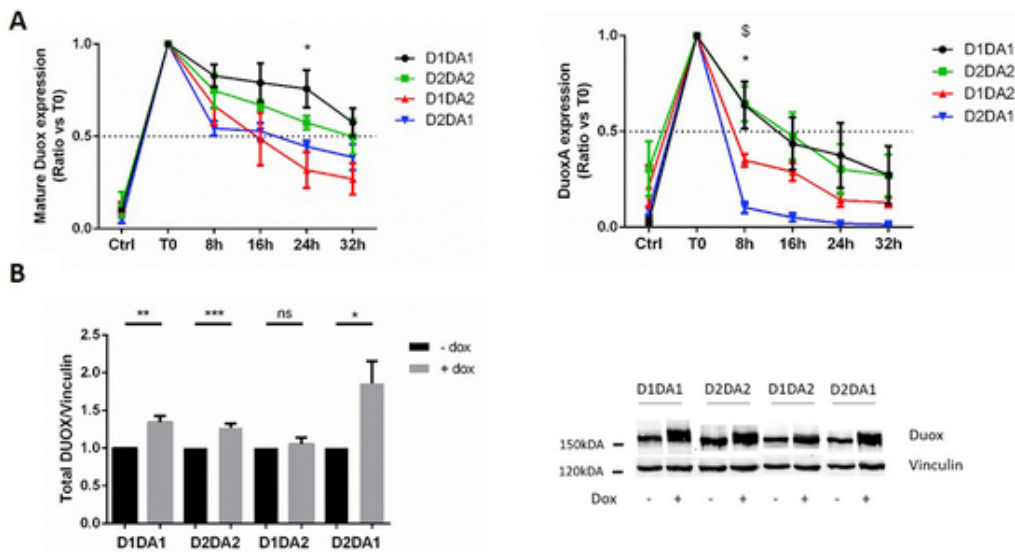 A
Mature Duox expression
(Ratio vs T0)
1.0
0.5
0.0
*
Ctrl T0 8h 16h 24h 32h
D1DA1
D2DA2
D1DA2
D2DA1
DuoxA expression
(Ratio vs T0)
1.0
0.5
0.0
$
*
Ctrl T0 8h 16h 24h 32h
D1DA1
D2DA2
D1DA2
D2DA1
B
Total DUOX/Vinculin
2.5
2.0
1.5
1.0
0.5
0.0
** *** ns *
- dox
+ dox
D1DA1 D2DA2 D1DA2 D2DA1
D1DA1 D2DA2 D1DA2 D2DA1
150kDA Duox
120kDA Vinculin
Dox - + - + - + - +